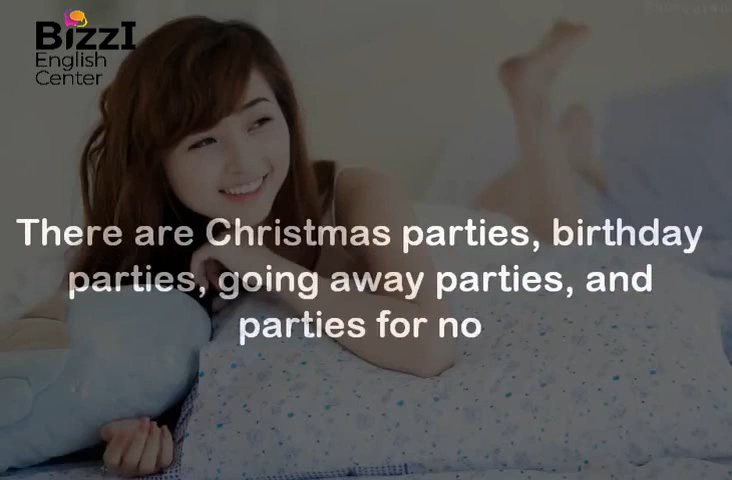 BizzI
English
Center
There are Christmas parties, birthday
parties, going away parties, and
parties for no